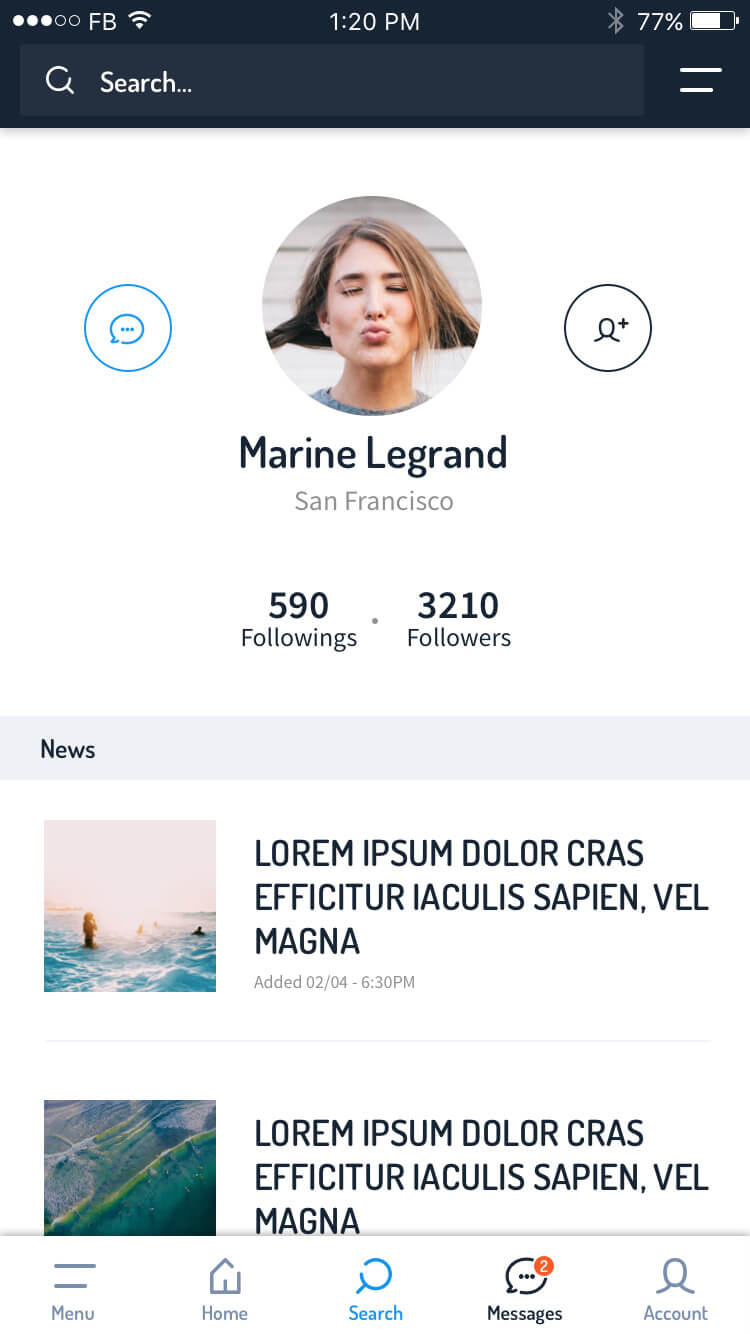 FB 1:20 PM 77%
Search...
Marine Legrand
San Francisco
590 3210
Followings Followers
News
LOREM IPSUM DOLOR CRAS
EFFICITUR IACULIS SAPIEN, VEL
MAGNA
Added 02/04 - 6:30PM
LOREM IPSUM DOLOR CRAS
EFFICITUR IACULIS SAPIEN, VEL
MAGNA
2
Menu Home Search Messages Account